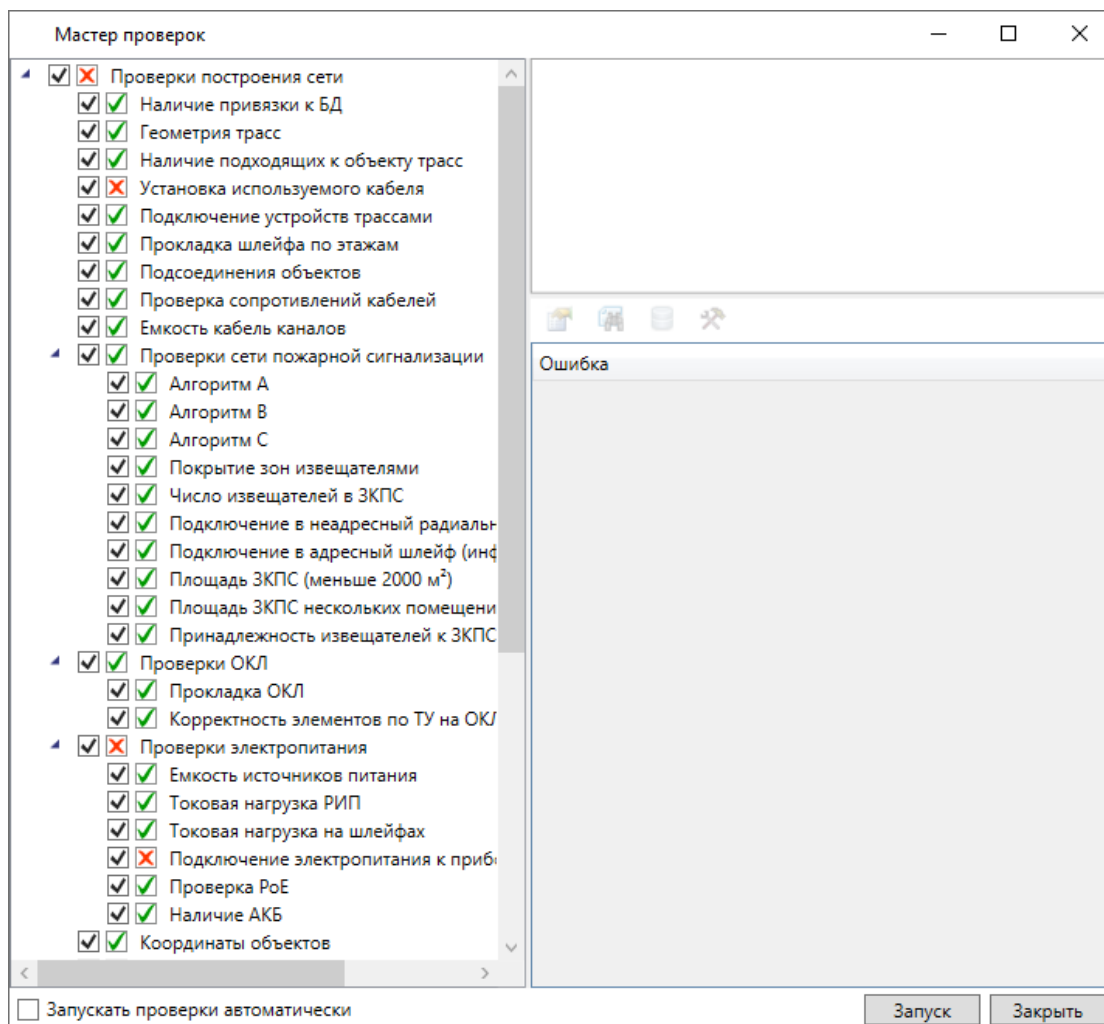 Мастер проверок
Проверки построения сети
Наличие привязки к БД
Геометрия трасс
Наличие подходящих к объекту трасс
Установка используемого кабеля
Подключение устройств трассами
Прокладка шлейфа по этажам
Подсоединения объектов
Проверка сопротивлений кабелей
Емкость кабель каналов
Проверки сети пожарной сигнализации
Алгоритм A
Алгоритм B
Алгоритм C
Покрытие зон извещателями
Число извещателей в ЗКПС
Подключение в неадресный радиальн
Подключение в адресный шлейф (инф
Площадь ЗКПС (меньше 2000 м²)
Площадь ЗКПС нескольких помещени
Принадлежность извещателей к ЗКПС
Проверки ОКЛ
Прокладка ОКЛ
Корректность элементов по ТУ на ОКЛ
Проверки электропитания
Емкость источников питания
Токовая нагрузка РИП
Токовая нагрузка на шлейфах
Подключение электропитания к прибо
Проверка PoE
Наличие АКБ
Координаты объектов
Ошибка
Запускать проверки автоматически
Запуск
Закрыть